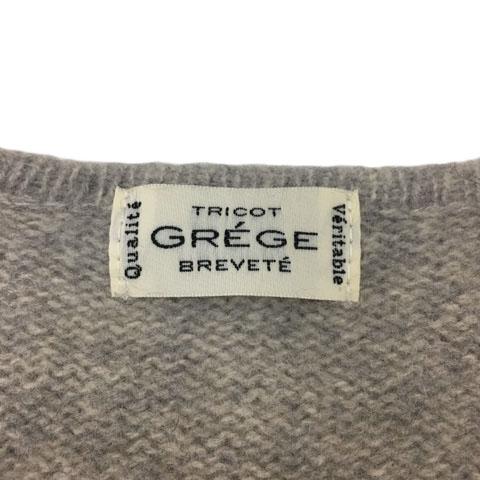 Qualité
TRICOT
GRÉGE
BREVETÉ
Véritable